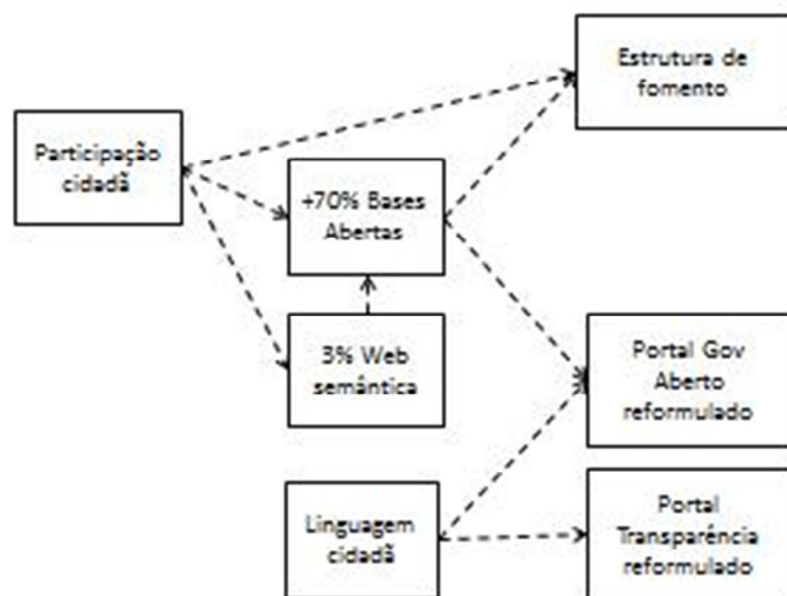 Estrutura de
fomento
Participação
cidadã
+70% Bases
Abertas
3% Web
semântica
Portal Gov
Aberto
reformulado
Linguagem
cidadã
Portal
Transparência
reformulado